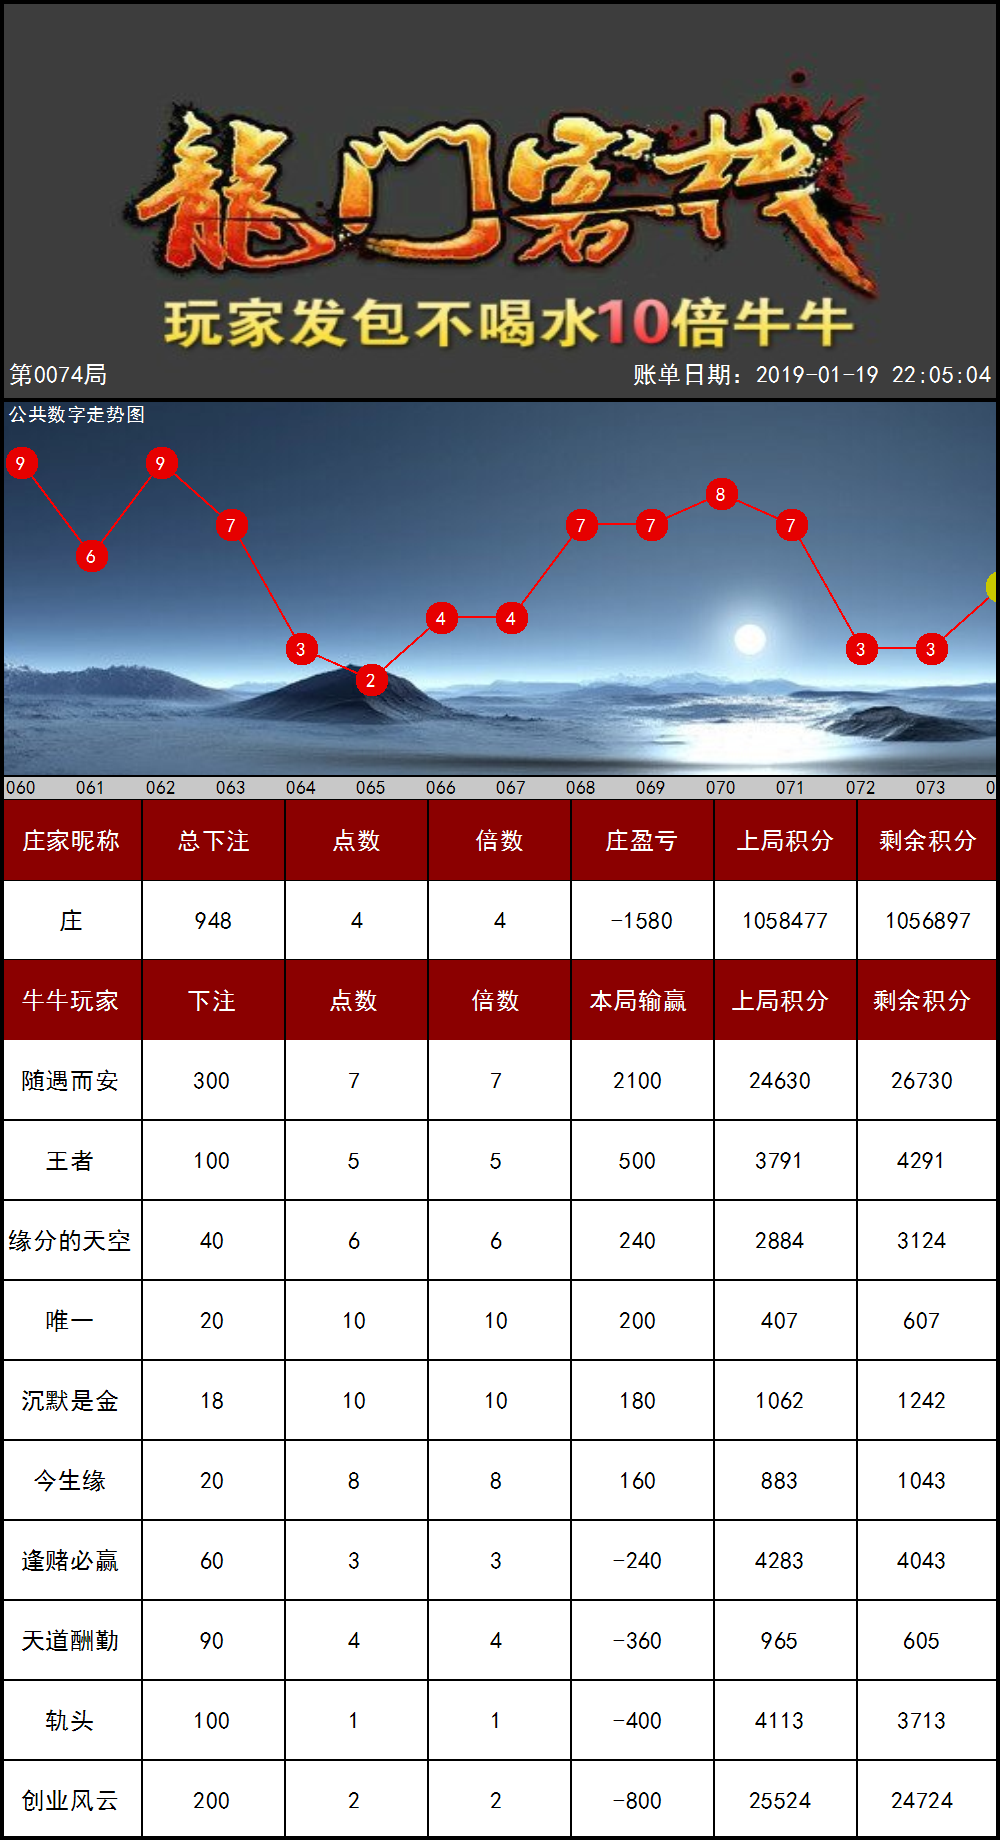 龍门客栈
玩家发包不喝水10倍牛牛
第0074局 账单日期: 2019-01-19 22:05:04
公共数字走势图
9 6 9 7 3 2 4 4 7 7 8 7 3 3
060 061 062 063 064 065 066 067 068 069 070 071 072 073 0
庄家昵称 总下注 点数 倍数 庄盈亏 上局积分 剩余积分
庄 948 4 4 -1580 1058477 1056897
牛牛玩家 下注 点数 倍数 本局输赢 上局积分 剩余积分
随遇而安 300 7 7 2100 24630 26730
王者 100 5 5 500 3791 4291
缘分的天空 40 6 6 240 2884 3124
唯一 20 10 10 200 407 607
沉默是金 18 10 10 180 1062 1242
今生缘 20 8 8 160 883 1043
逢赌必赢 60 3 3 -240 4283 4043
天道酬勤 90 4 4 -360 965 605
轨头 100 1 1 -400 4113 3713
创业风云 200 2 2 -800 25524 24724